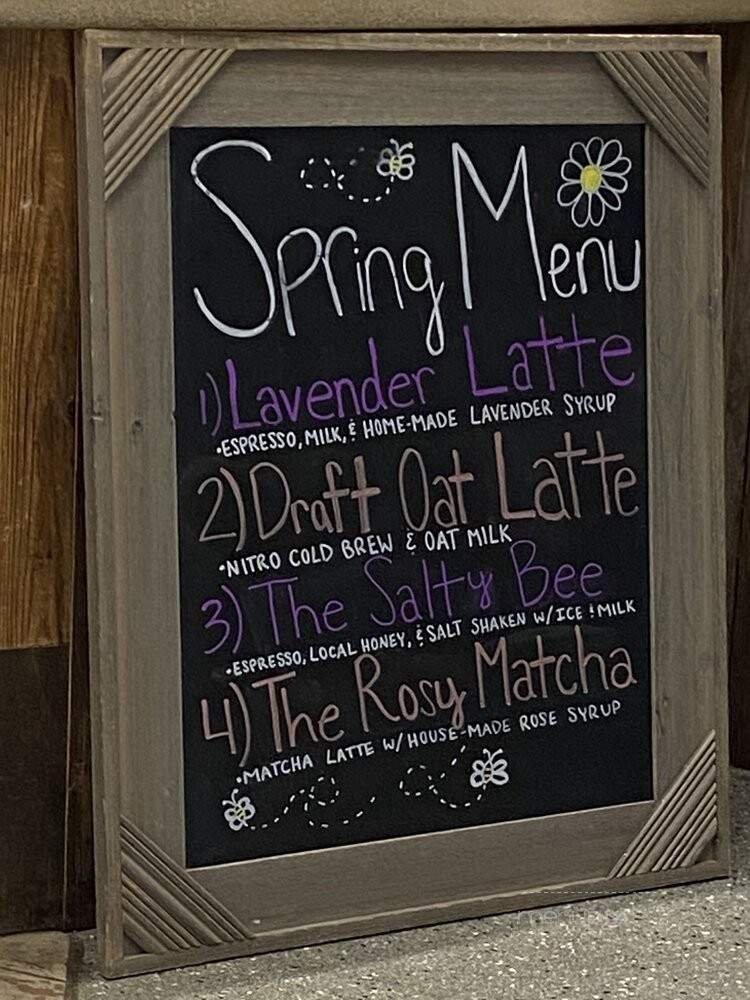 Spring Menu
1) Lavender Latte
•ESPRESSO, MILK, & HOME-MADE LAVENDER SYRUP
2) Draft Oat Latte
•NITRO COLD BREW & OAT MILK
3) The Salty Bee
•ESPRESSO, LOCAL HONEY, & SALT SHAKEN W/ICE & MILK
4) The Rosy Matcha
•MATCHA LATTE W/ HOUSE-MADE ROSE SYRUP